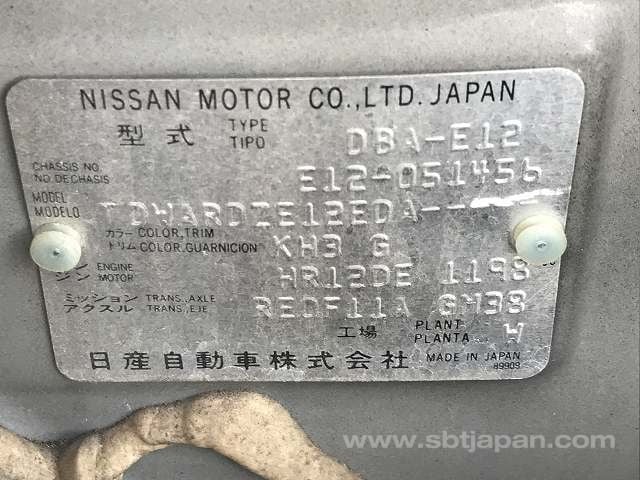 NISSAN MOTOR CO.,LTD. JAPAN
型式 TYPE TIPO DBA-E12
CHASSIS NO. NO.DE CHASIS E12-051456
MODEL MODELO TDWARDZE12EDA-----
カラー COLOR,TRIM
トリム COLOR,GUARNICION KH3 G
ENGINE MOTOR HR12DE 1198
ミッション TRANS.,AXLE
アクスル TRANS.,EJE RE0F11A GM38
工場 PLANT PLANTA W
日産自動車株式会社 MADE IN JAPAN
89909
www.sbtjapan.com